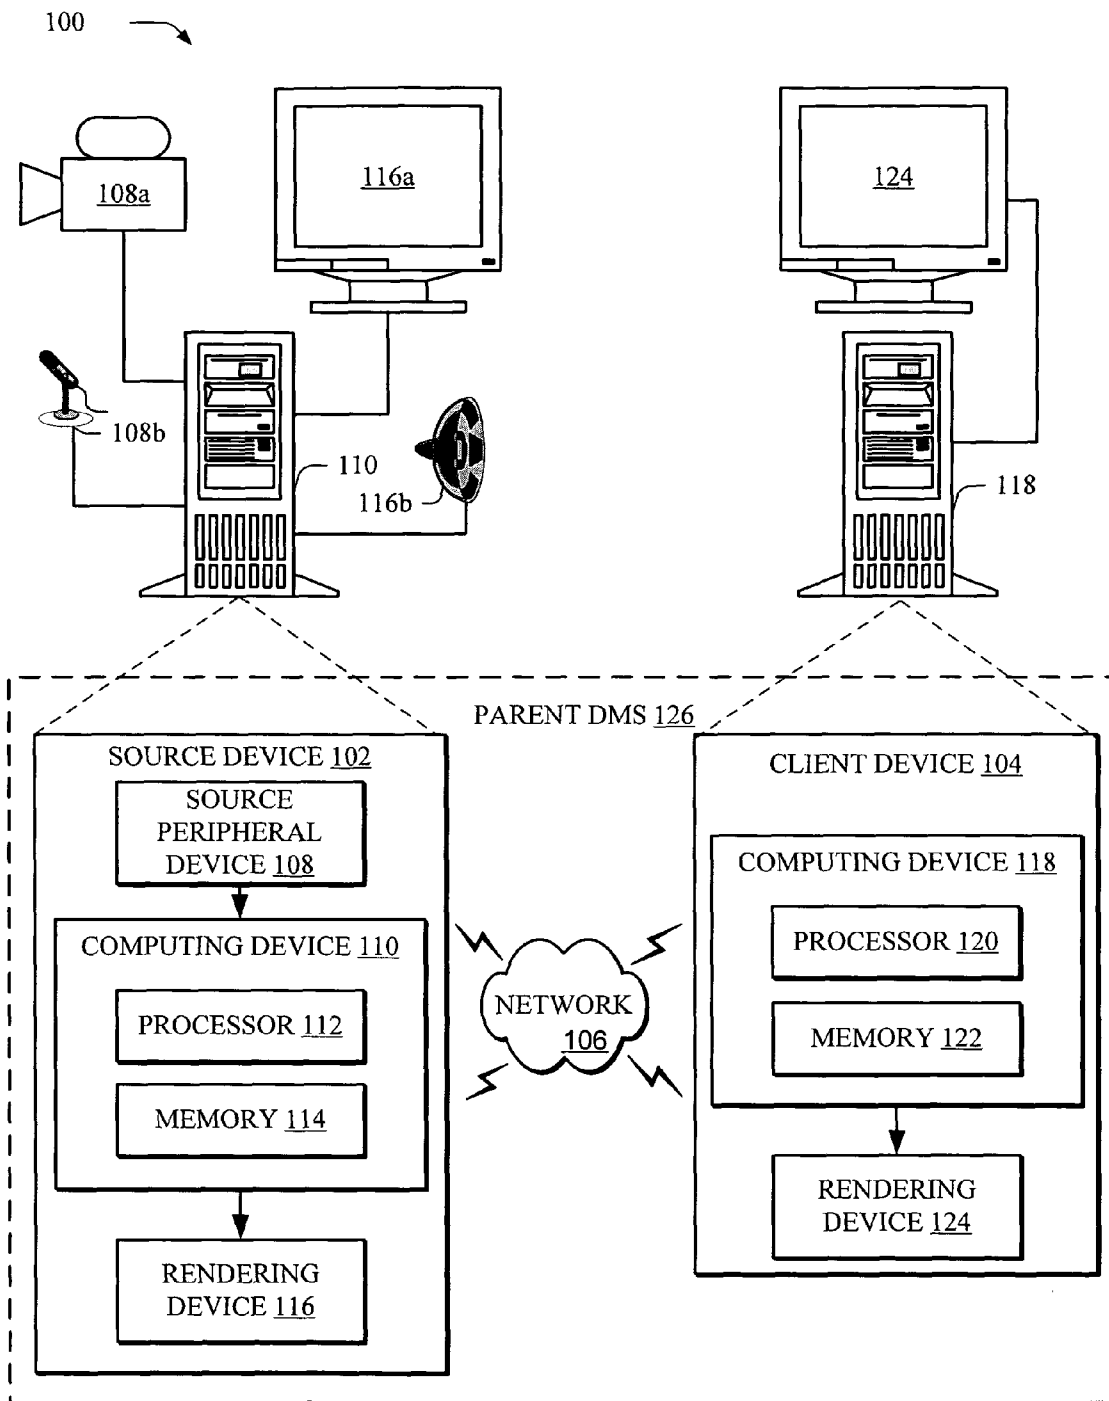 100
108a
116a
124
108b
110
116b
118
PARENT DMS 126
SOURCE DEVICE 102
SOURCE
PERIPHERAL
DEVICE 108
COMPUTING DEVICE 110
PROCESSOR 112
MEMORY 114
RENDERING
DEVICE 116
NETWORK
106
CLIENT DEVICE 104
COMPUTING DEVICE 118
PROCESSOR 120
MEMORY 122
RENDERING
DEVICE 124